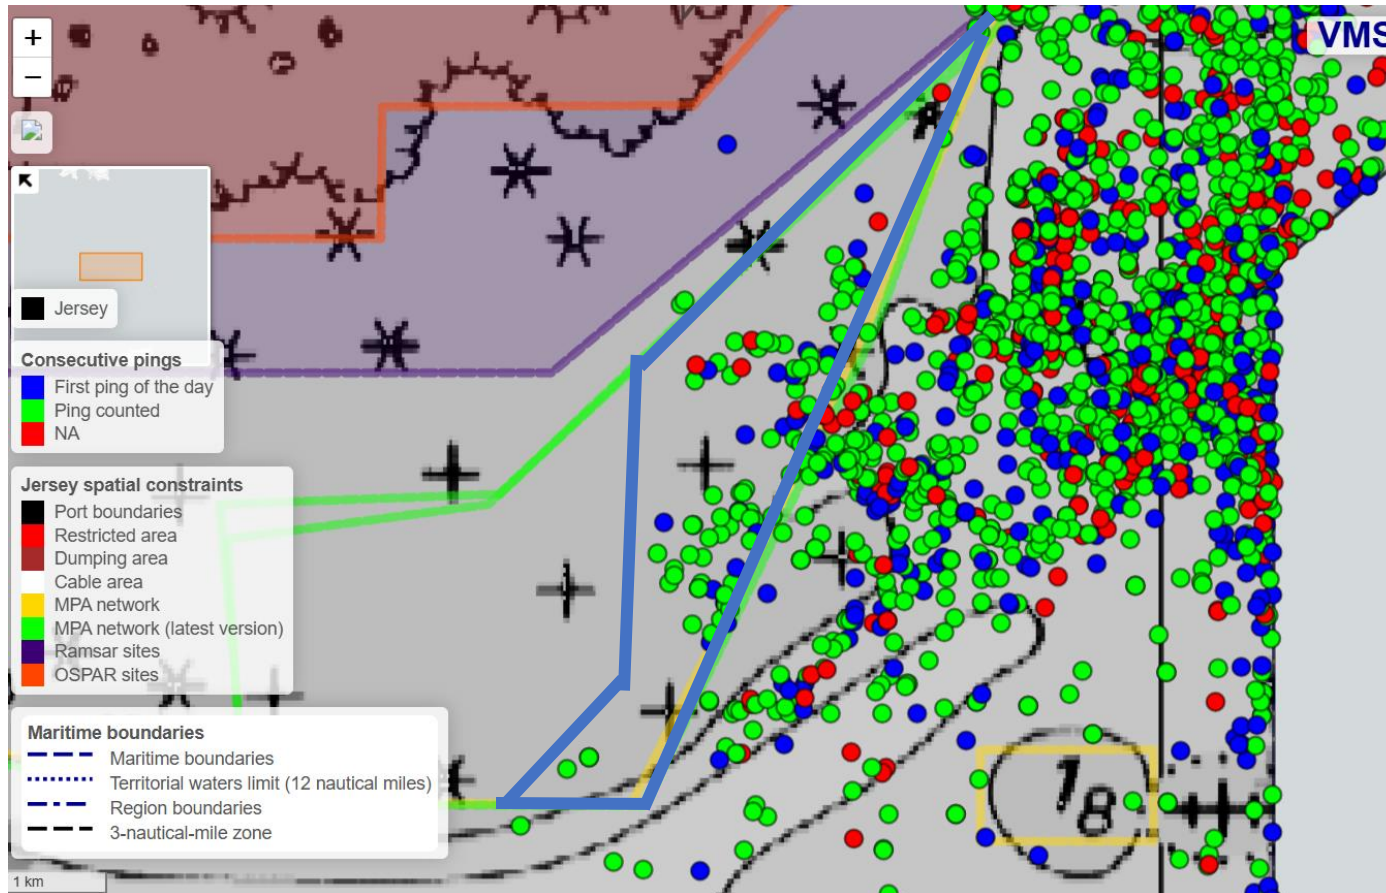 +
VMS
−
Jersey
Consecutive pings
First ping of the day
Ping counted
NA
Jersey spatial constraints
Port boundaries
Restricted area
Dumping area
Cable area
MPA network
MPA network (latest version)
Ramsar sites
OSPAR sites
Maritime boundaries
Maritime boundaries
Territorial waters limit (12 nautical miles)
Region boundaries
3-nautical-mile zone
18
1 km